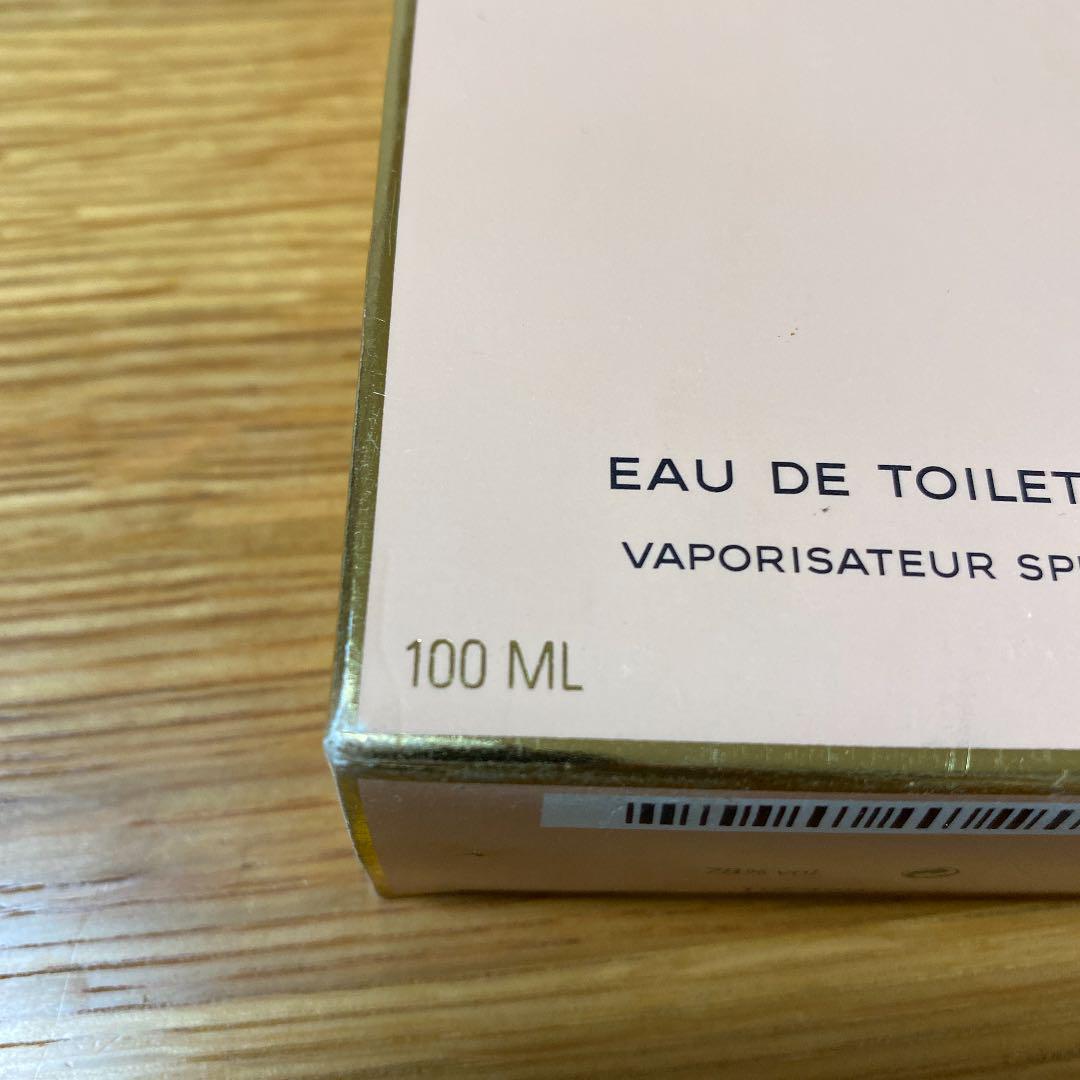 EAU DE TOILET
VAPORISATEUR SP
100 ML